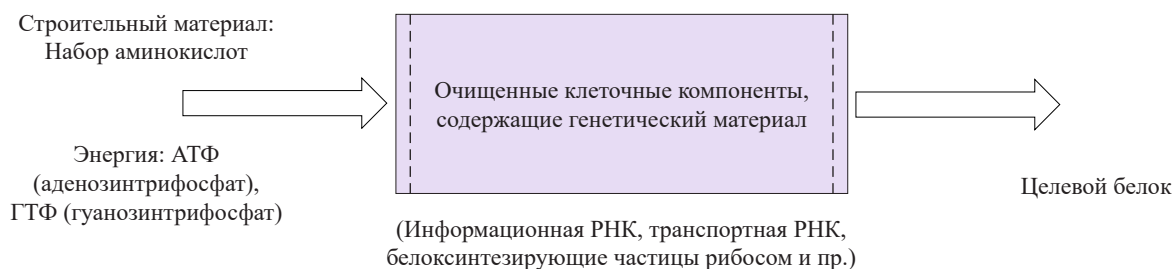 Строительный материал:
Набор аминокислот
Энергия: АТФ
(аденозинтрифосфат),
ГТФ (гуанозинтрифосфат)
Очищенные клеточные компоненты,
содержащие генетический материал
(Информационная РНК, транспортная РНК,
белоксинтезирующие частицы рибосом и пр.)
Целевой белок